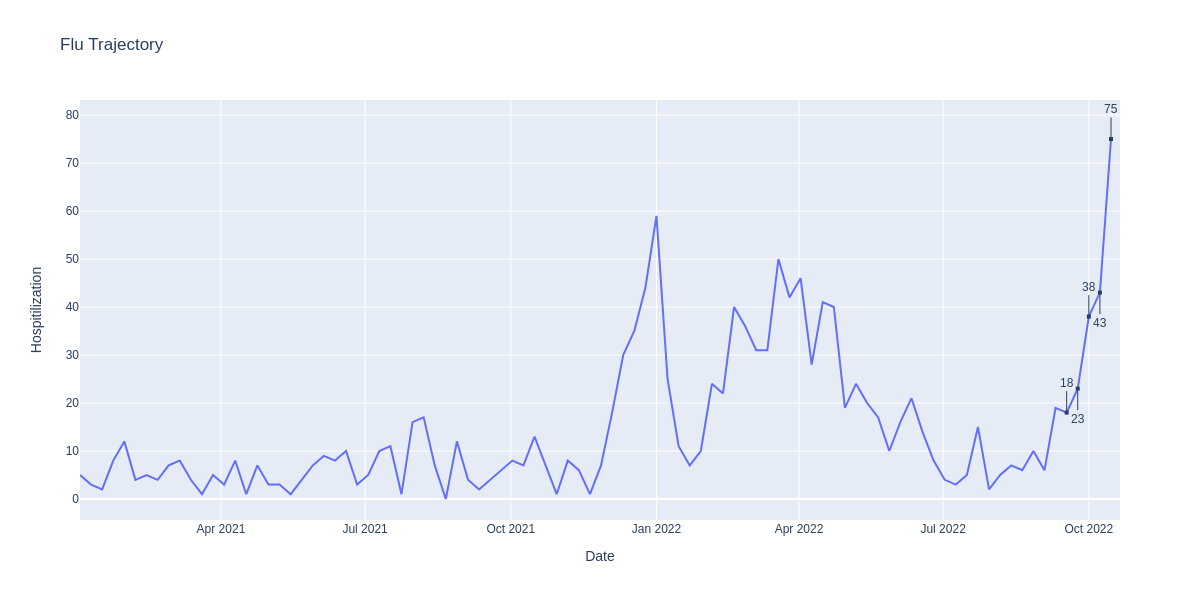 Flu Trajectory
Hospitilization
80
70
60
50
40
30
20
10
0
75
38
43
18
23
Apr 2021
Jul 2021
Oct 2021
Jan 2022
Apr 2022
Jul 2022
Oct 2022
Date